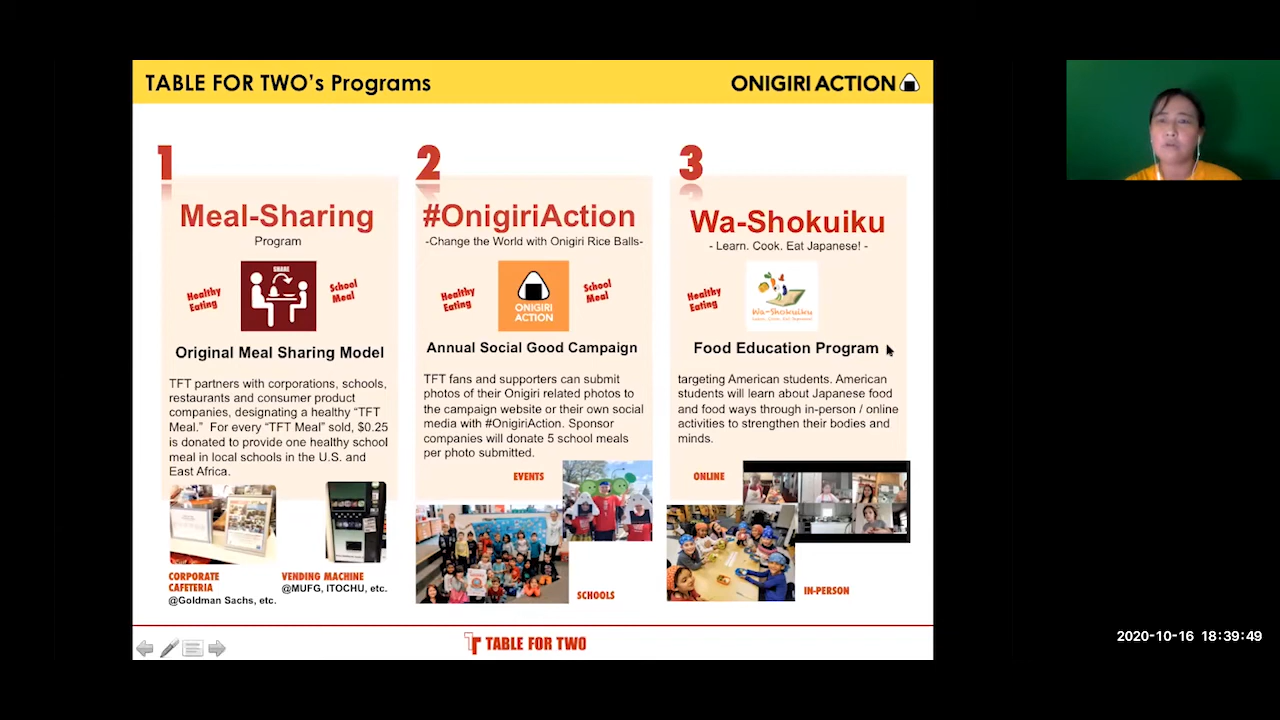 TABLE FOR TWO's Programs
ONIGIRI ACTION
1
Meal-Sharing
Program
Healthy
Eating
SHARE
School
Meal
Original Meal Sharing Model
TFT partners with corporations, schools,
restaurants and consumer product
companies, designating a healthy “TFT
Meal.” For every “TFT Meal” sold, $0.25
is donated to provide one healthy school
meal in local schools in the U.S. and
East Africa.
CORPORATE
CAFETERIA
@Goldman Sachs, etc.
VENDING MACHINE
@MUFG, ITOCHU, etc.
2
#OnigiriAction
-Change the World with Onigiri Rice Balls-
Healthy
Eating
ONIGIRI
ACTION
School
Meal
Annual Social Good Campaign
TFT fans and supporters can submit
photos of their Onigiri related photos to
the campaign website or their own social
media with #OnigiriAction. Sponsor
companies will donate 5 school meals
per photo submitted.
EVENTS
SCHOOLS
3
Wa-Shokuiku
- Learn. Cook. Eat Japanese! -
Healthy
Eating
Wa-Shokuiku
Learn. Cook. Eat Japanese!
Food Education Program
targeting American students. American
students will learn about Japanese food
and food ways through in-person / online
activities to strengthen their bodies and
minds.
ONLINE
IN-PERSON
TABLE FOR TWO
2020-10-16 18:39:49